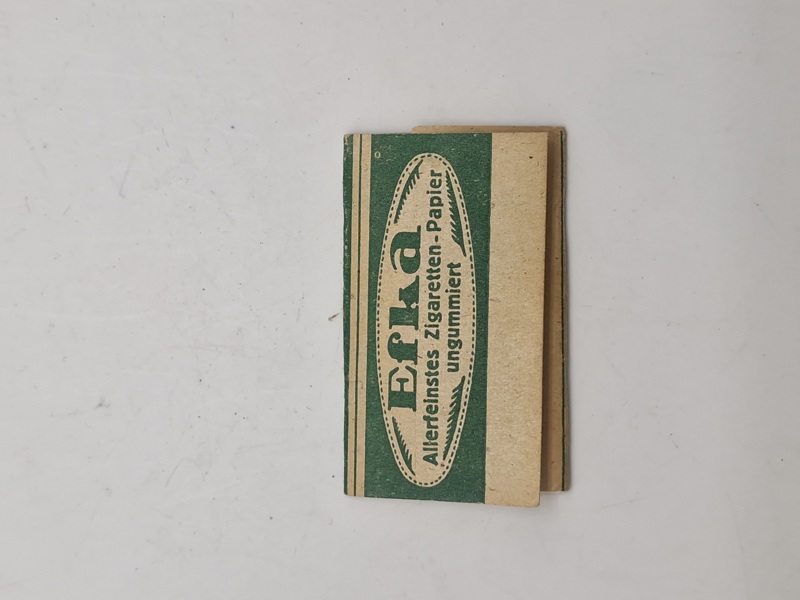 Efka
Allerfeinstes Zigaretten-Papier
ungummiert